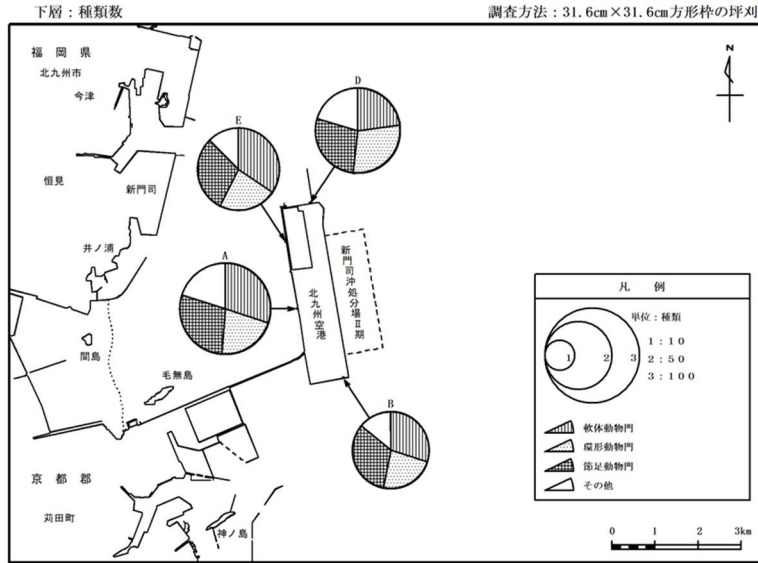 下層：種類数
調査方法：31.6cm×31.6cm方形枠の坪刈
福岡県
北九州市
今津
恒見
新門司
井ノ浦
間島
毛無島
京都郡
苅田町
神ノ島
D
E
A
B
北九州空港
新門司沖処分場Ⅱ期
N
凡 例
単位：種類
1：10
2：50
3：100
1 2 3
軟体動物門
環形動物門
節足動物門
その他
0 1 2 3km